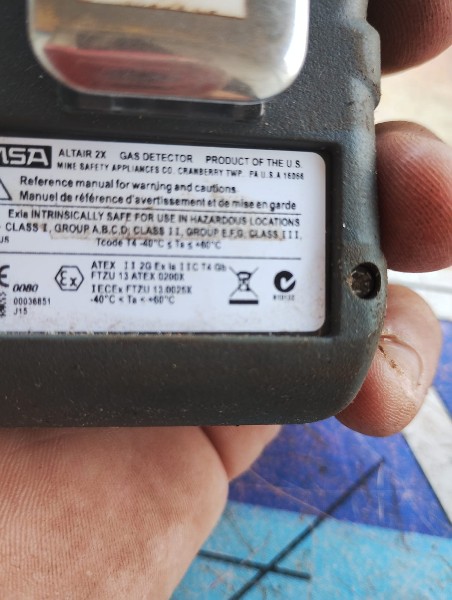 MSA ALTAIR 2X GAS DETECTOR PRODUCT OF THE U.S.
MINE SAFETY APPLIANCES CO. CRANBERRY TWP. PA U.S.A 16066
Reference manual for warning and cautions.
Manuel de référence d'avertissement et de mise en garde
Exia INTRINSICALLY SAFE FOR USE IN HAZARDOUS LOCATIONS
CLASS I, GROUP A,B,C,D; CLASS II, GROUP E,F,G; CLASS III,
Tcode T4 -40°C ≤ Ta ≤ +60°C
ATEX II 2G Ex ia IIC T4 Gb
0080 FTZU 13 ATEX 0200X
00036851 IECEx FTZU 13.0025X
J15 -40°C < Ta < +60°C